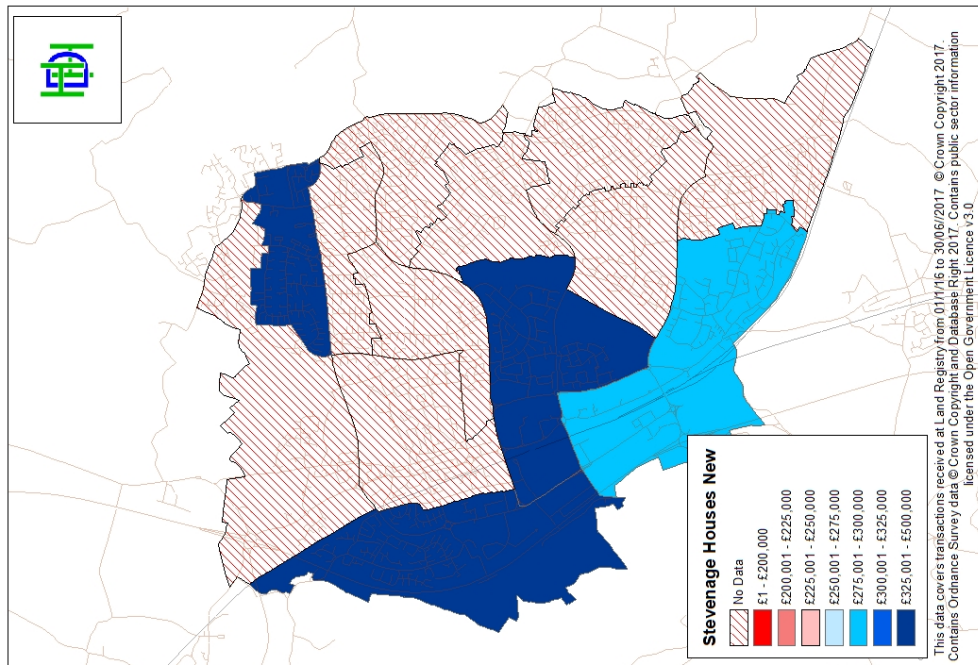 Stevenage Houses New
No Data
£1 - £200,000
£200,001 - £225,000
£225,001 - £250,000
£250,001 - £275,000
£275,001 - £300,000
£300,001 - £325,000
£325,001 - £500,000
This data covers transactions received at Land Registry from 01/1/16 to 30/06//2017 © Crown Copyright 2017.
Contains Ordnance Survey data © Crown Copyright and Database Right 2017. Contains public sector information
licensed under the Open Government Licence v3.0